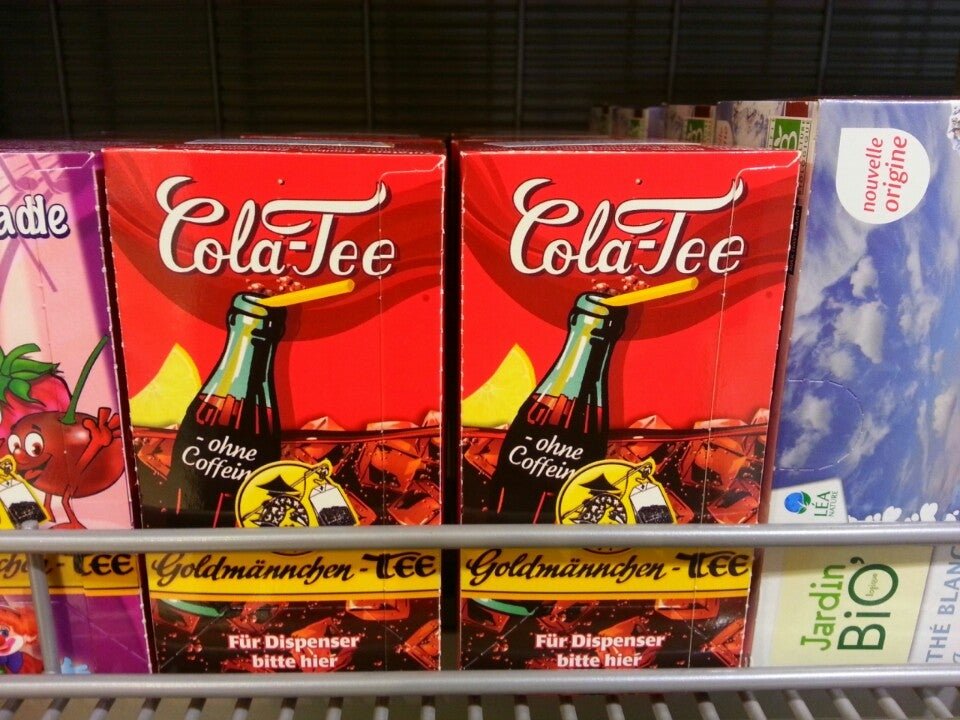 adle
Cola-Tee
- ohne
Coffein
Goldmännchen-TEE
Für Dispenser
bitte hier
Cola-Tee
- ohne
Coffein
Goldmännchen-TEE
Für Dispenser
bitte hier
nouvelle
origine
LÉA
NATURE
Jardin
BiO
logique
THÉ BLANC